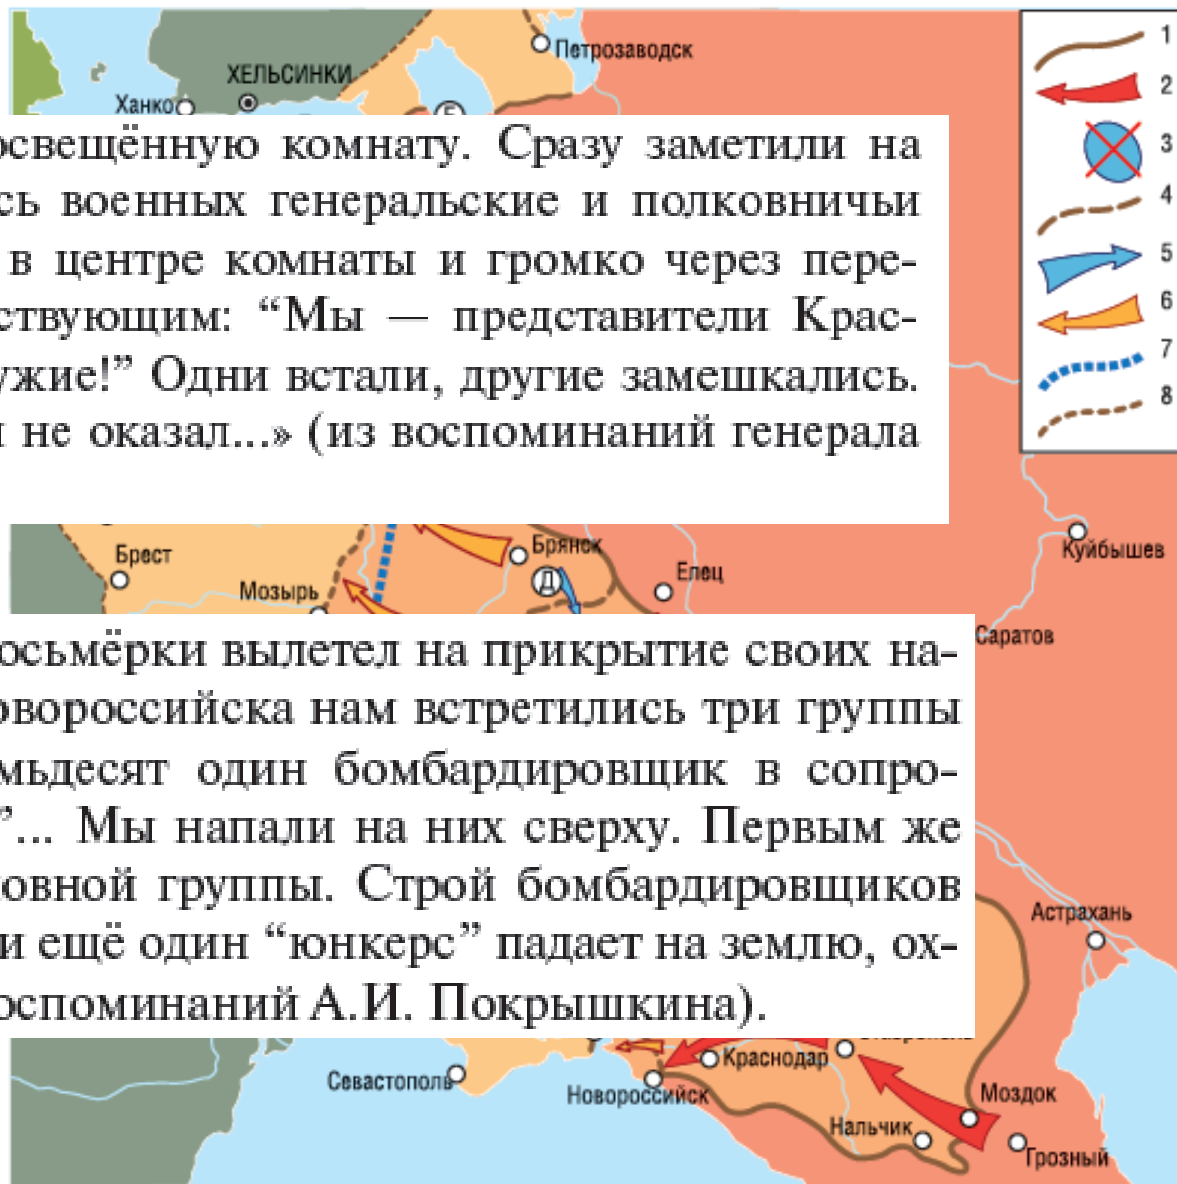 Петрозаводск
ХЕЛЬСИНКИ
Ханко
1
2
3
4
5
6
7
8
освещённую комнату. Сразу заметили на
сь военных генеральские и полковничьи
в центре комнаты и громко через пере-
ствующим: “Мы — представители Крас-
ужие!” Одни встали, другие замешкались.
и не оказал...» (из воспоминаний генерала
Брест
Мозырь
Брянск
Д
Елец
Куйбышев
Саратов
осьмёрки вылетел на прикрытие своих на-
овороссийска нам встретились три группы
мьдесят один бомбардировщик в сопро-
”... Мы напали на них сверху. Первым же
ловной группы. Строй бомбардировщиков
и ещё один “юнкерс” падает на землю, ох-
оспоминаний А.И. Покрышкина).
Астрахань
Краснодар
Севастополь
Новороссийск
Моздок
Нальчик
Грозный